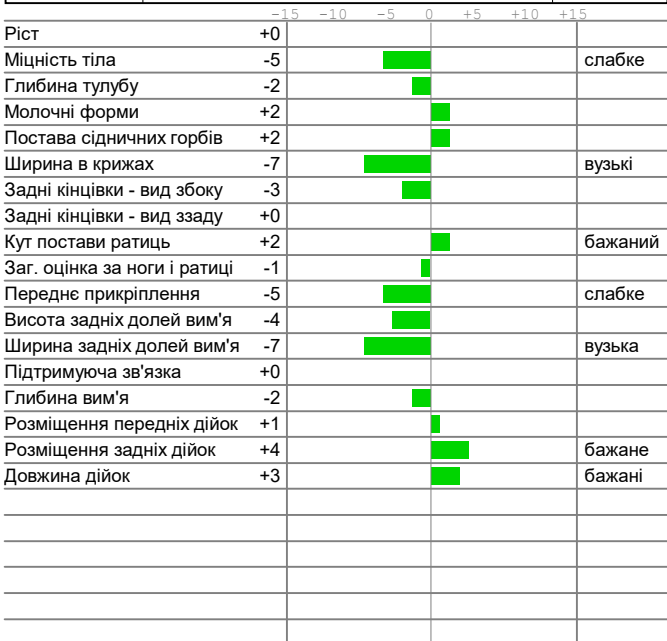 -15 -10 -5 0 +5 +10 +15
Ріст +0
Міцність тіла -5 слабке
Глибина тулубу -2
Молочні форми +2
Постава сідничних горбів +2
Ширина в крижах -7 вузькі
Задні кінцівки - вид збоку -3
Задні кінцівки - вид ззаду +0
Кут постави ратиць +2 бажаний
Заг. оцінка за ноги і ратиці -1
Переднє прикріплення -5 слабке
Висота задніх долей вим'я -4
Ширина задніх долей вим'я -7 вузька
Підтримуюча зв'язка +0
Глибина вим'я -2
Розміщення передніх дійок +1
Розміщення задніх дійок +4 бажане
Довжина дійок +3 бажані